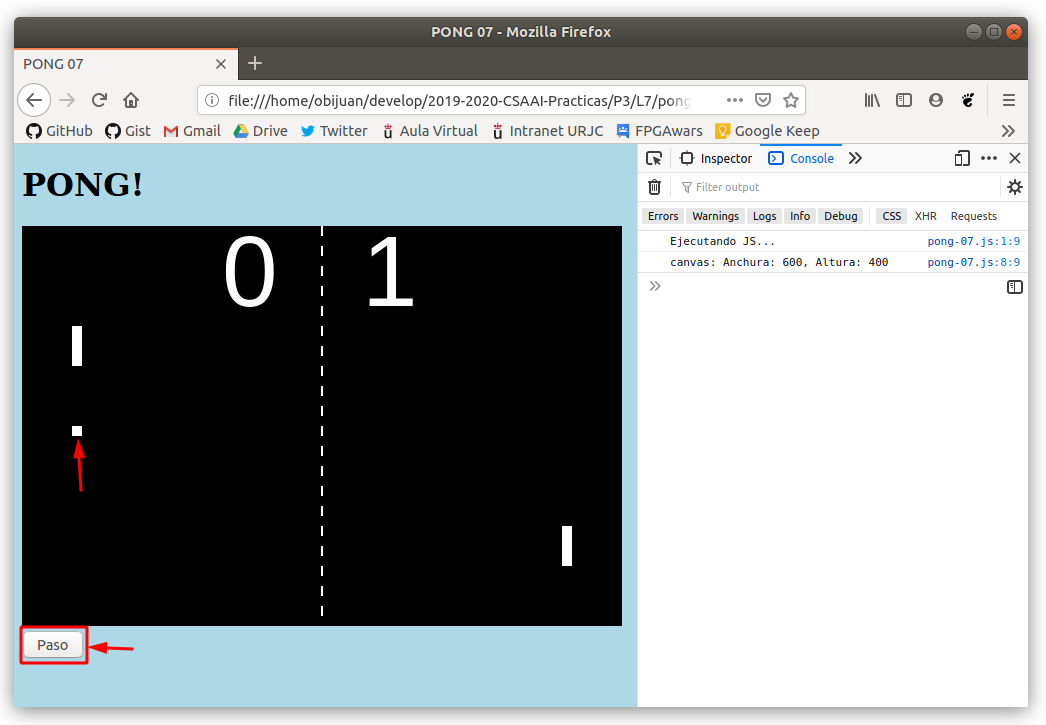 PONG 07 - Mozilla Firefox
PONG 07
file:///home/obijuan/develop/2019-2020-CSAAI-Practicas/P3/L7/pong
GitHub Gist Gmail Drive Twitter Aula Virtual Intranet URJC FPGAwars Google Keep
Inspector Console
Filter output
Errors Warnings Logs Info Debug CSS XHR Requests
Ejecutando JS... pong-07.js:1:9
canvas: Anchura: 600, Altura: 400 pong-07.js:8:9
PONG!
0 1
Paso